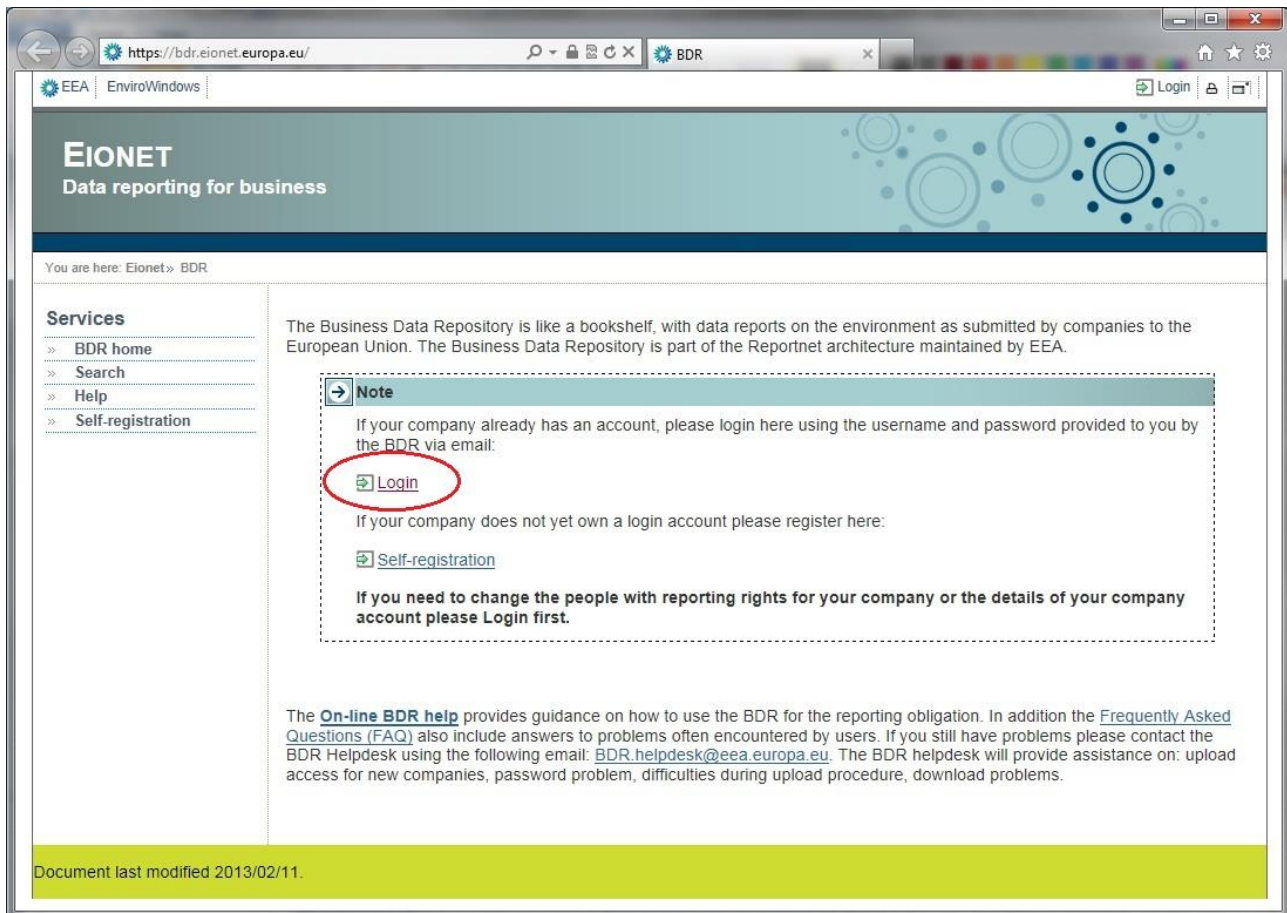 https://bdr.eionet.europa.eu/
BDR
EEA EnviroWindows
Login
EIONET
Data reporting for business
You are here: Eionet» BDR
Services
» BDR home
» Search
» Help
» Self-registration
The Business Data Repository is like a bookshelf, with data reports on the environment as submitted by companies to the
European Union. The Business Data Repository is part of the Reportnet architecture maintained by EEA.
Note
If your company already has an account, please login here using the username and password provided to you by
the BDR via email:
Login
If your company does not yet own a login account please register here:
Self-registration
If you need to change the people with reporting rights for your company or the details of your company
account please Login first.
The On-line BDR help provides guidance on how to use the BDR for the reporting obligation. In addition the Frequently Asked
Questions (FAQ) also include answers to problems often encountered by users. If you still have problems please contact the
BDR Helpdesk using the following email: BDR.helpdesk@eea.europa.eu. The BDR helpdesk will provide assistance on: upload
access for new companies, password problem, difficulties during upload procedure, download problems.
Document last modified 2013/02/11.